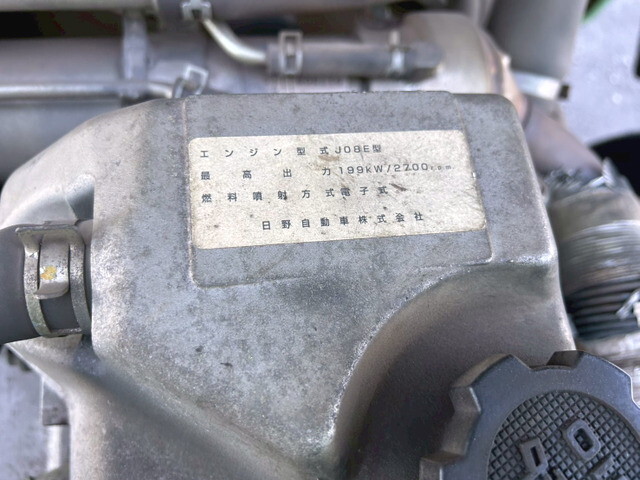 エンジン型式J08E型
最高出力199kW/2700rpm
燃料噴射方式電子式
日野自動車株式会社